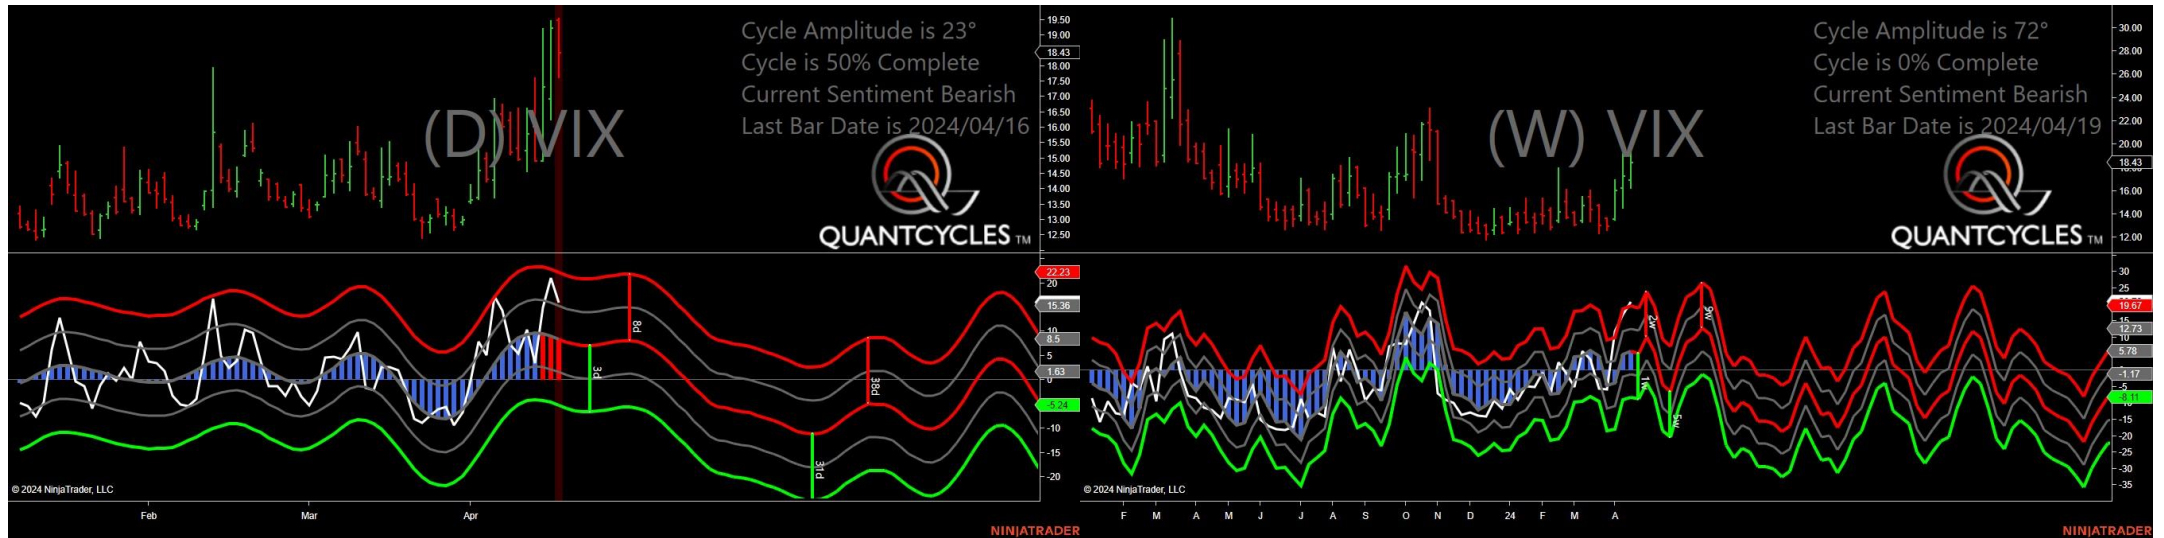 Cycle Amplitude is 23°
Cycle is 50% Complete
Current Sentiment Bearish
Last Bar Date is 2024/04/16
(D) VIX
QUANTCYCLES TM
19.50
19.00
18.43
18.00
17.50
17.00
16.50
16.00
15.50
15.00
14.50
14.00
13.50
13.00
12.50
22.23
20
15.36
10
8.5
5
1.63
0
-5.24
-10
-15
-20
8d
3d
38d
31d
© 2024 NinjaTrader, LLC
Feb
Mar
Apr
NINJATRADER
Cycle Amplitude is 72°
Cycle is 0% Complete
Current Sentiment Bearish
Last Bar Date is 2024/04/19
(W) VIX
QUANTCYCLES TM
30.00
28.00
26.00
24.00
22.00
20.00
18.43
16.00
14.00
12.00
30
25
19.67
15
12.73
10
5.78
-1.17
-5
-8.11
-15
-20
-25
-30
-35
2w
9w
1w
5w
© 2024 NinjaTrader, LLC
F M A M J J A S O N D 24 F M A
NINJATRADER